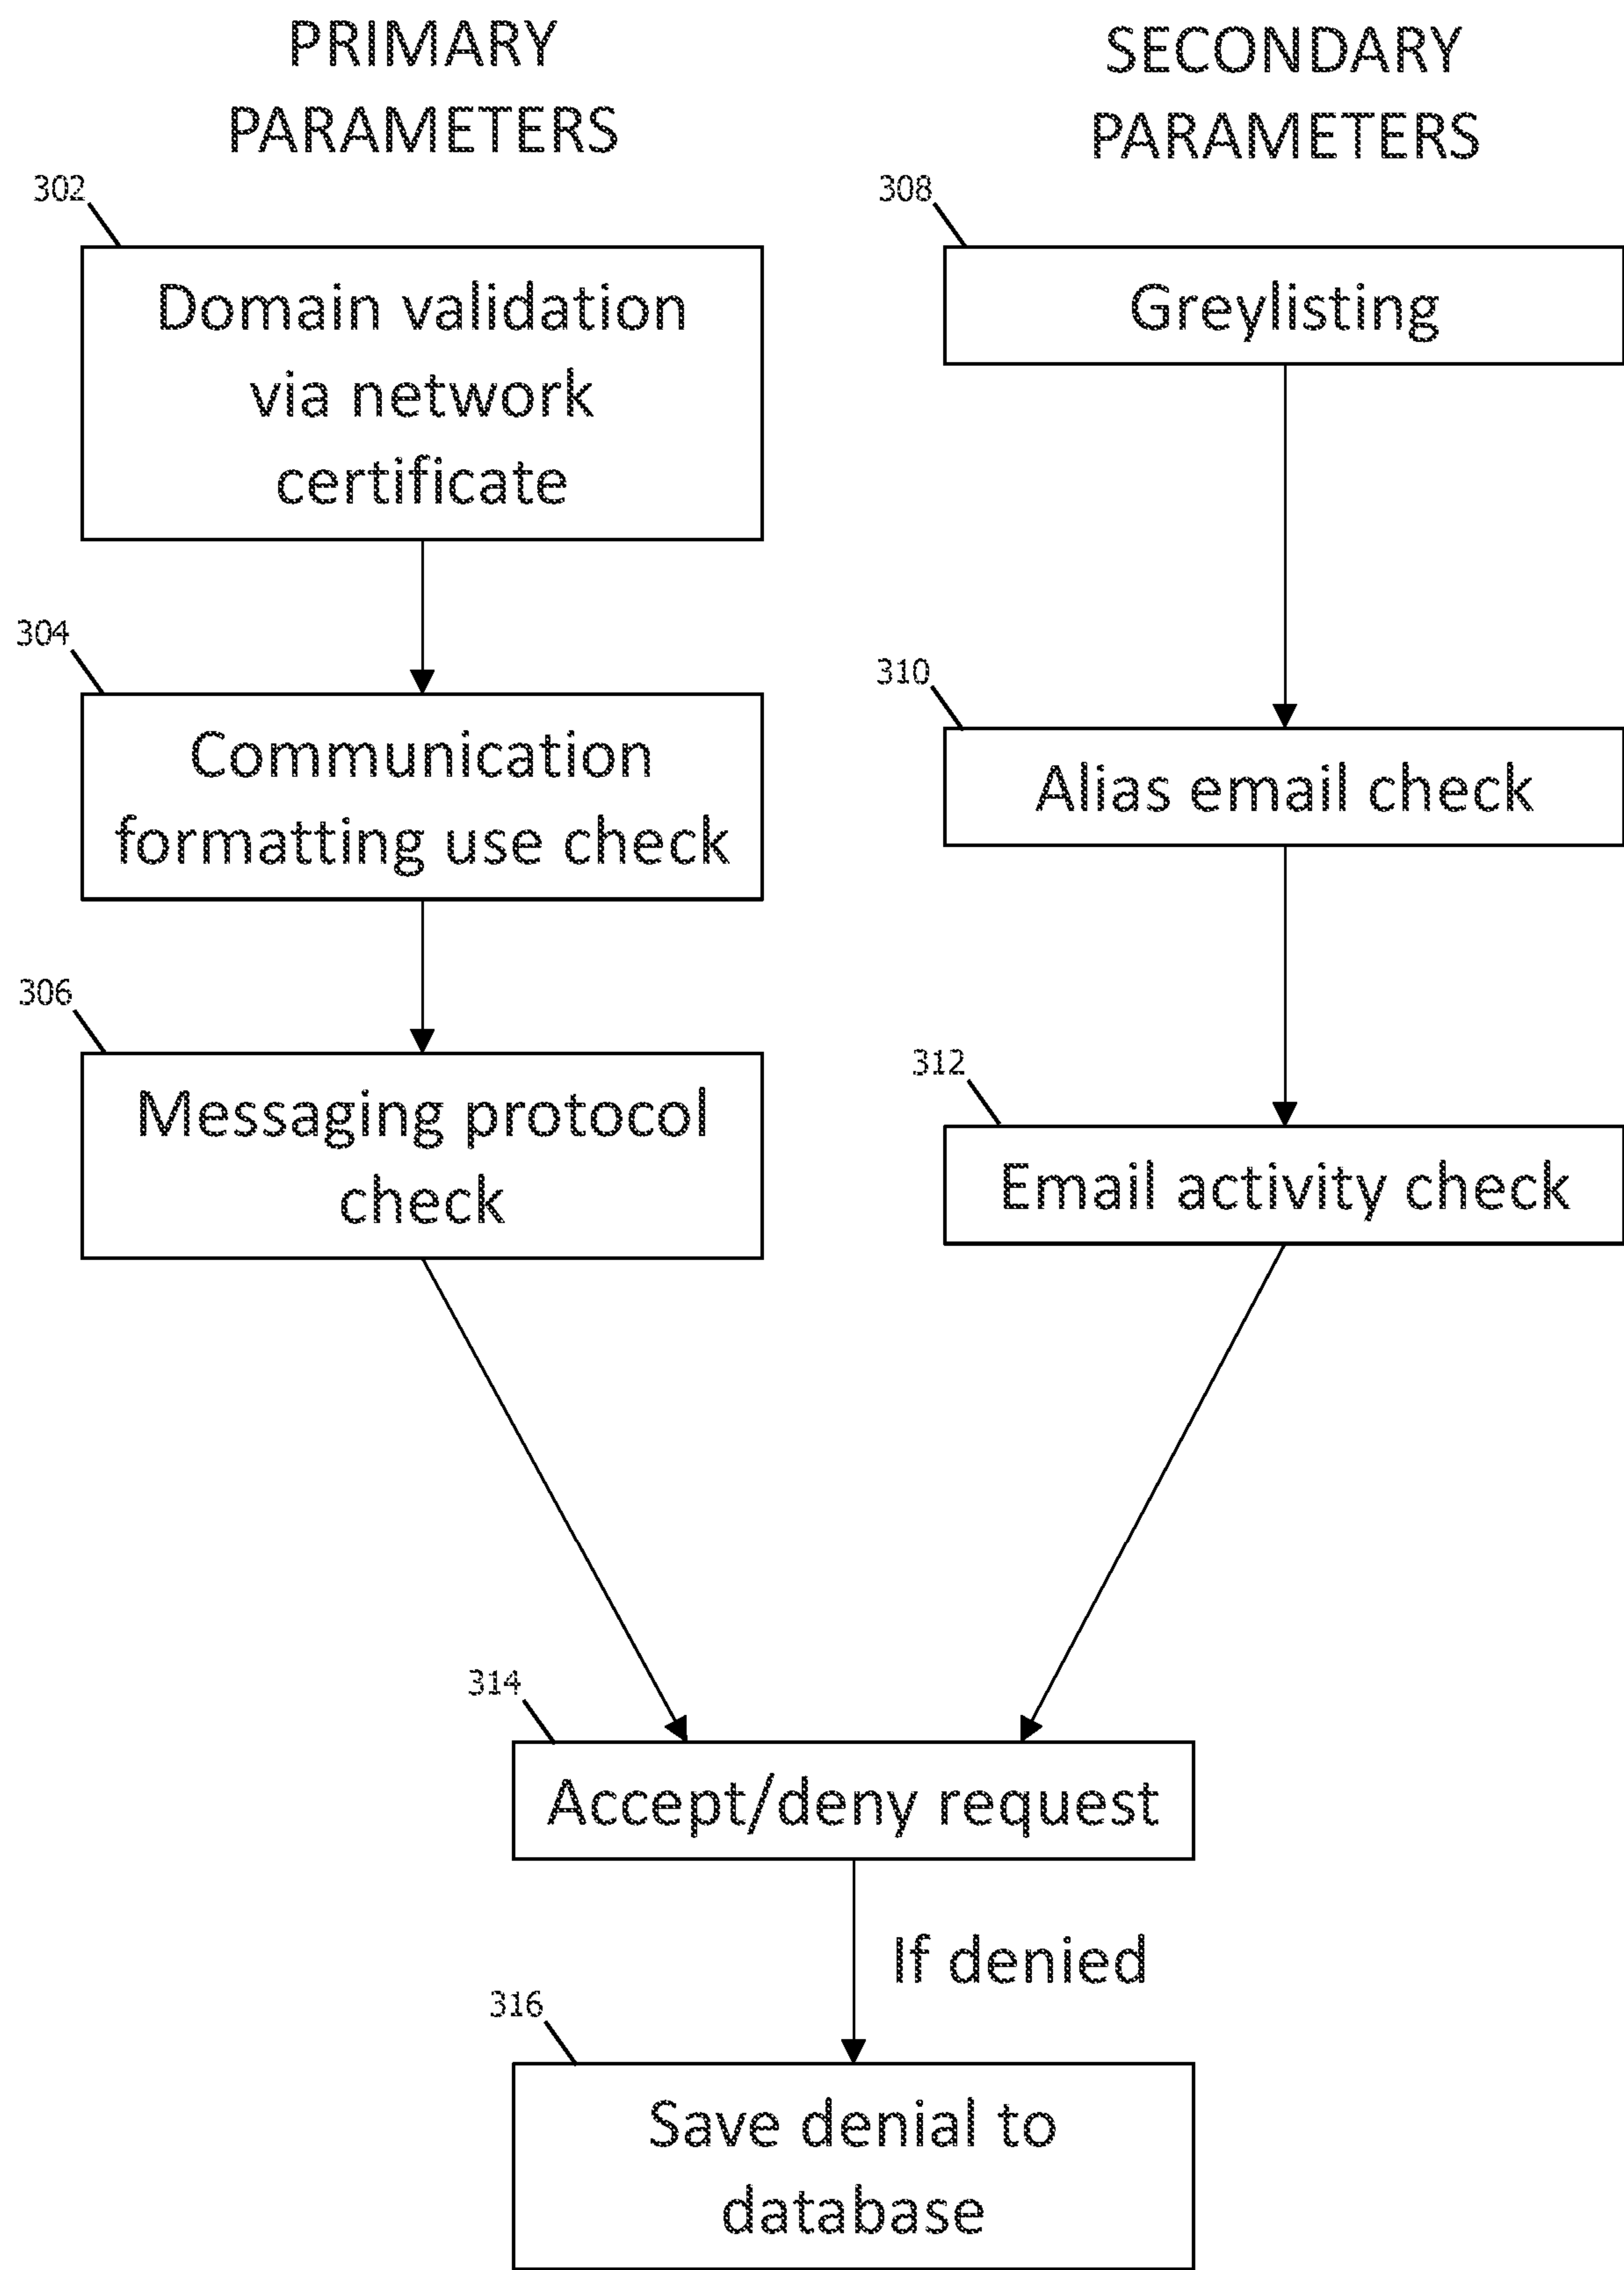 PRIMARY
PARAMETERS
302
Domain validation
via network
certificate
304
Communication
formatting use check
306
Messaging protocol
check
SECONDARY
PARAMETERS
308
Greylisting
310
Alias email check
312
Email activity check
314
Accept/deny request
If denied
316
Save denial to
database